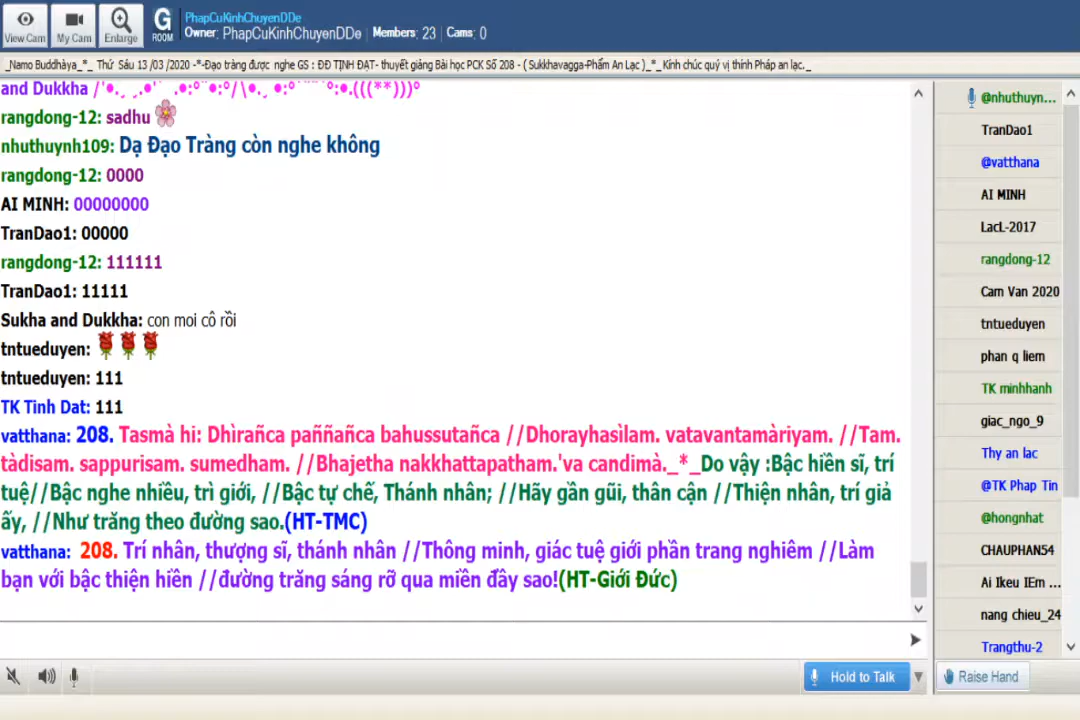 View Cam
My Cam
Enlarge
G
ROOM
PhapCuKinhChuyenDDe
Owner: PhapCuKinhChuyenDDe Members: 23 Cams: 0
_Namo Buddhàya_*_ Thứ Sáu 13 /03 /2020 -*-Đạo tràng được nghe GS : ĐĐ TỊNH ĐẠT- thuyết giảng Bài học PCK Số 208 - ( Sukkhavagga-Phẩm An Lạc )_*_ Kính chúc quý vị thính Pháp an lạc._
and Dukkha
rangdong-12: sadhu
nhuthuynh109: Dạ Đạo Tràng còn nghe không
rangdong-12: 0000
AI MINH: 00000000
TranDao1: 00000
rangdong-12: 111111
TranDao1: 11111
Sukha and Dukkha: con moi cô rồi
tntueduyen:
tntueduyen: 111
TK Tinh Dat: 111
vatthana: 208. Tasmà hi: Dhìrañca paññañca bahussutañca //Dhorayhasìlam. vatavantamàriyam. //Tam.
tàdisam. sappurisam. sumedham. //Bhajetha nakkhattapatham.'va candimà._*_Do vậy :Bậc hiền sĩ, trí
tuệ//Bậc nghe nhiều, trì giới, //Bậc tự chế, Thánh nhân; //Hãy gần gũi, thân cận //Thiện nhân, trí giả
ấy, //Như trăng theo đường sao.(HT-TMC)
vatthana: 208. Trí nhân, thượng sĩ, thánh nhân //Thông minh, giác tuệ giới phần trang nghiêm //Làm
bạn với bậc thiện hiền //đường trăng sáng rỡ qua miền đầy sao!(HT-Giới Đức)
@nhuthuyn...
TranDao1
@vatthana
AI MINH
LacL-2017
rangdong-12
Cam Van 2020
tntueduyen
phan q liem
TK minhhanh
giac_ngo_9
Thy an lac
@TK Phap Tin
@hongnhat
CHAUPHAN54
Ai lkeu IEm ...
nang chieu_24
Trangthu-2
Hold to Talk
Raise Hand